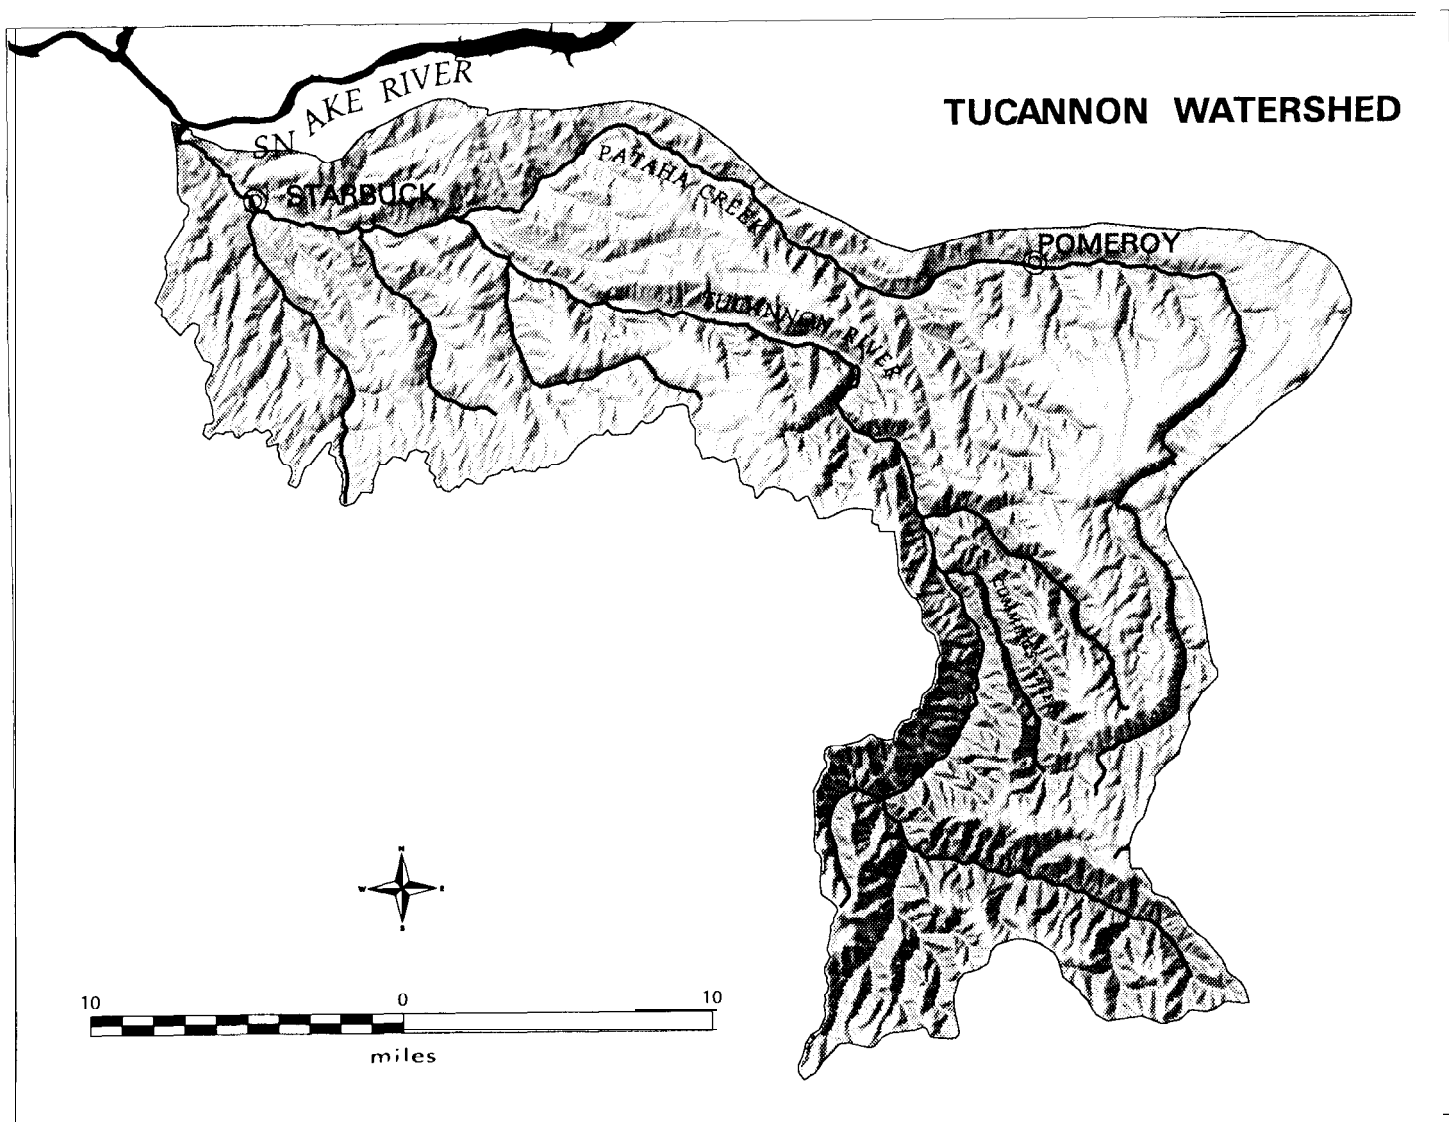 TUCANNON WATERSHED
SNAKE RIVER
STARBUCK
PATAHA CREEK
POMEROY
TUCANNON RIVER
N
W E
S
10 0 10
miles